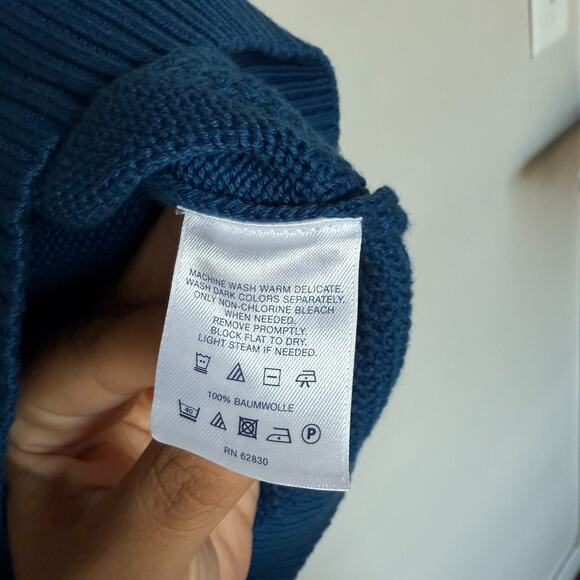 MACHINE WASH WARM DELICATE.
WASH DARK COLORS SEPARATELY.
ONLY NON-CHLORINE BLEACH
WHEN NEEDED.
REMOVE PROMPTLY.
BLOCK FLAT TO DRY.
LIGHT STEAM IF NEEDED.
100% BAUMWOLLE
40
P
RN 62830